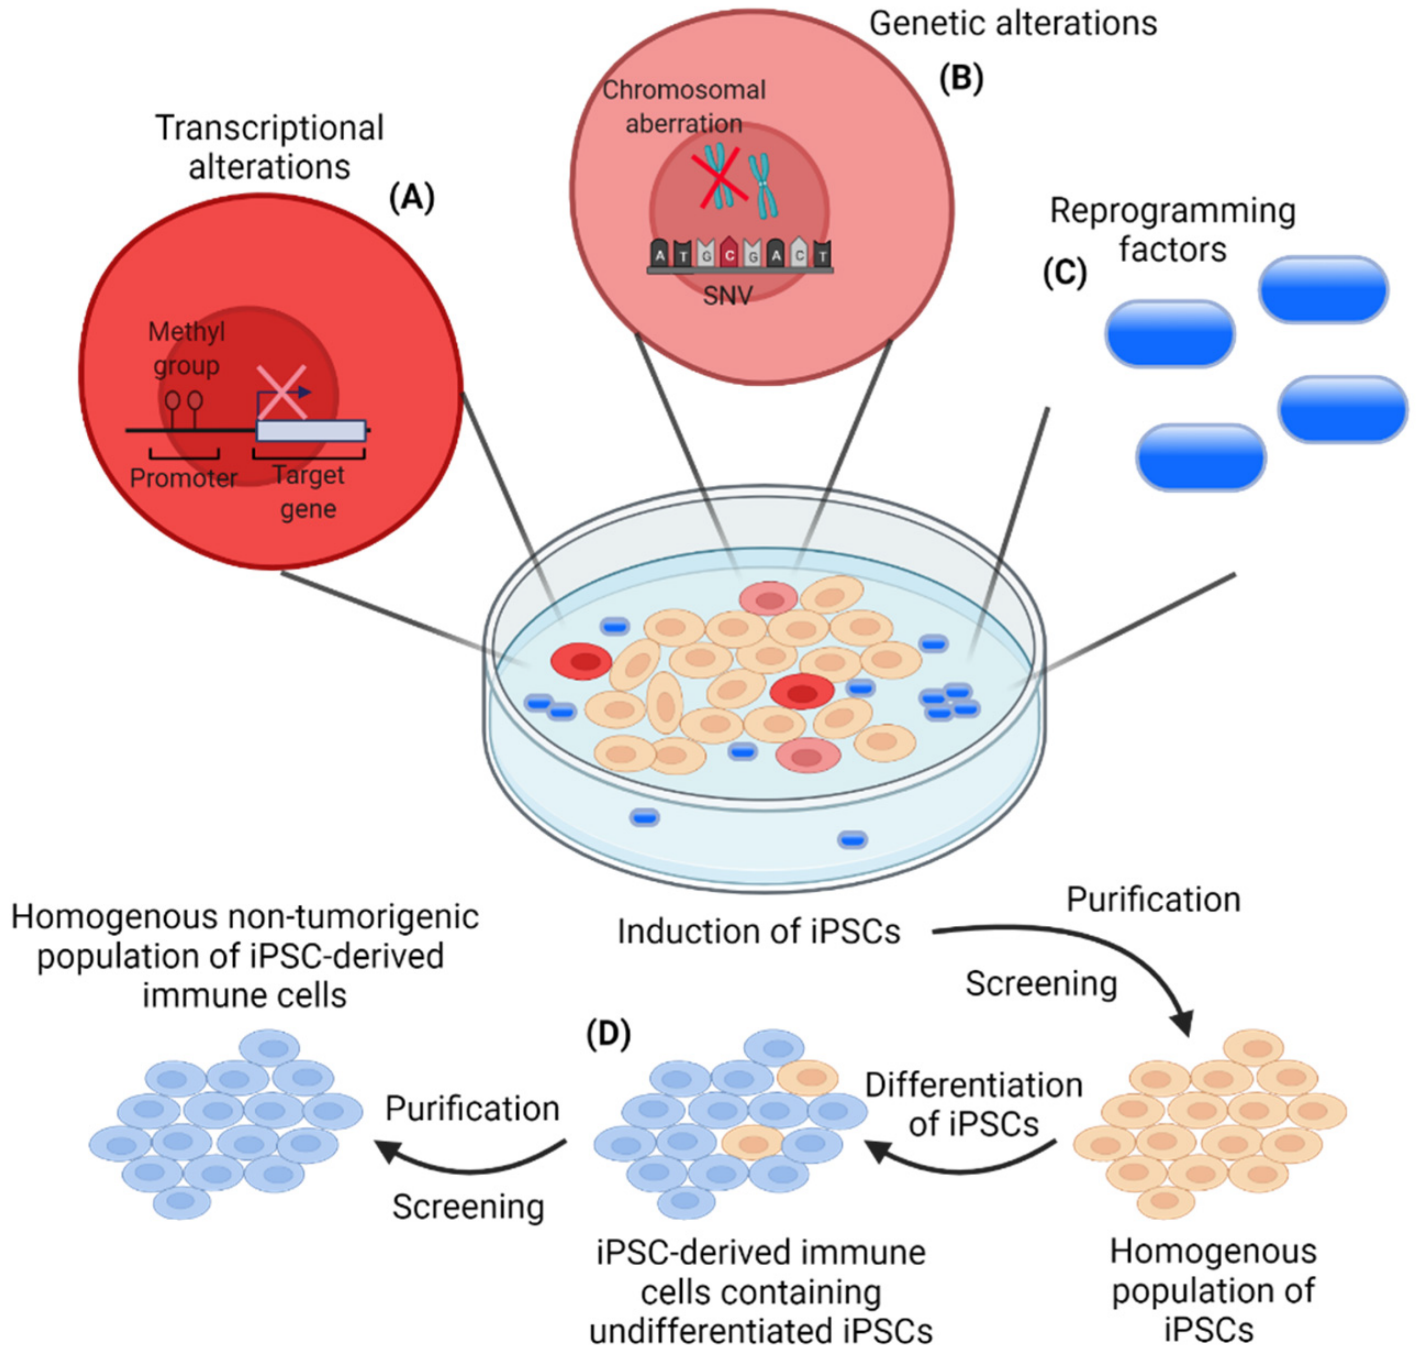 Genetic alterations
(B)
Chromosomal
aberration
A T G C G A C T
SNV
Transcriptional
alterations
(A)
Methyl
group
Promoter
Target
gene
Reprogramming
factors
(C)
Induction of iPSCs
Purification
Screening
Homogenous
population of
iPSCs
Differentiation
of iPSCs
(D)
iPSC-derived immune
cells containing
undifferentiated iPSCs
Purification
Screening
Homogenous non-tumorigenic
population of iPSC-derived
immune cells